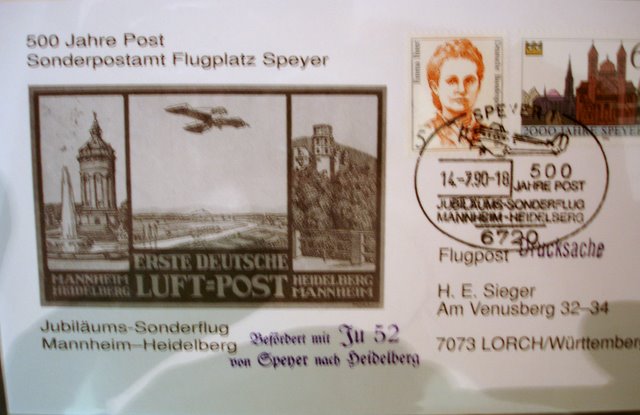 500 Jahre Post
Sonderpostamt Flugplatz Speyer
MANNHEIM
HEIDELBERG
ERSTE DEUTSCHE
LUFT=POST
HEIDELBERG
MANNHEIM
Jubiläums-Sonderflug
Mannheim–Heidelberg
Befördert mit Ju 52
von Speyer nach Heidelberg
Deutsche Bundespost
2000 JAHRE SPEYER
SPEYER 1
14.-7.90-18
500
JAHRE POST
JUBILÄUMS-SONDERFLUG
MANNHEIM-HEIDELBERG
6720
Flugpost Drucksache
H. E. Sieger
Am Venusberg 32–34
7073 LORCH/Württemberg